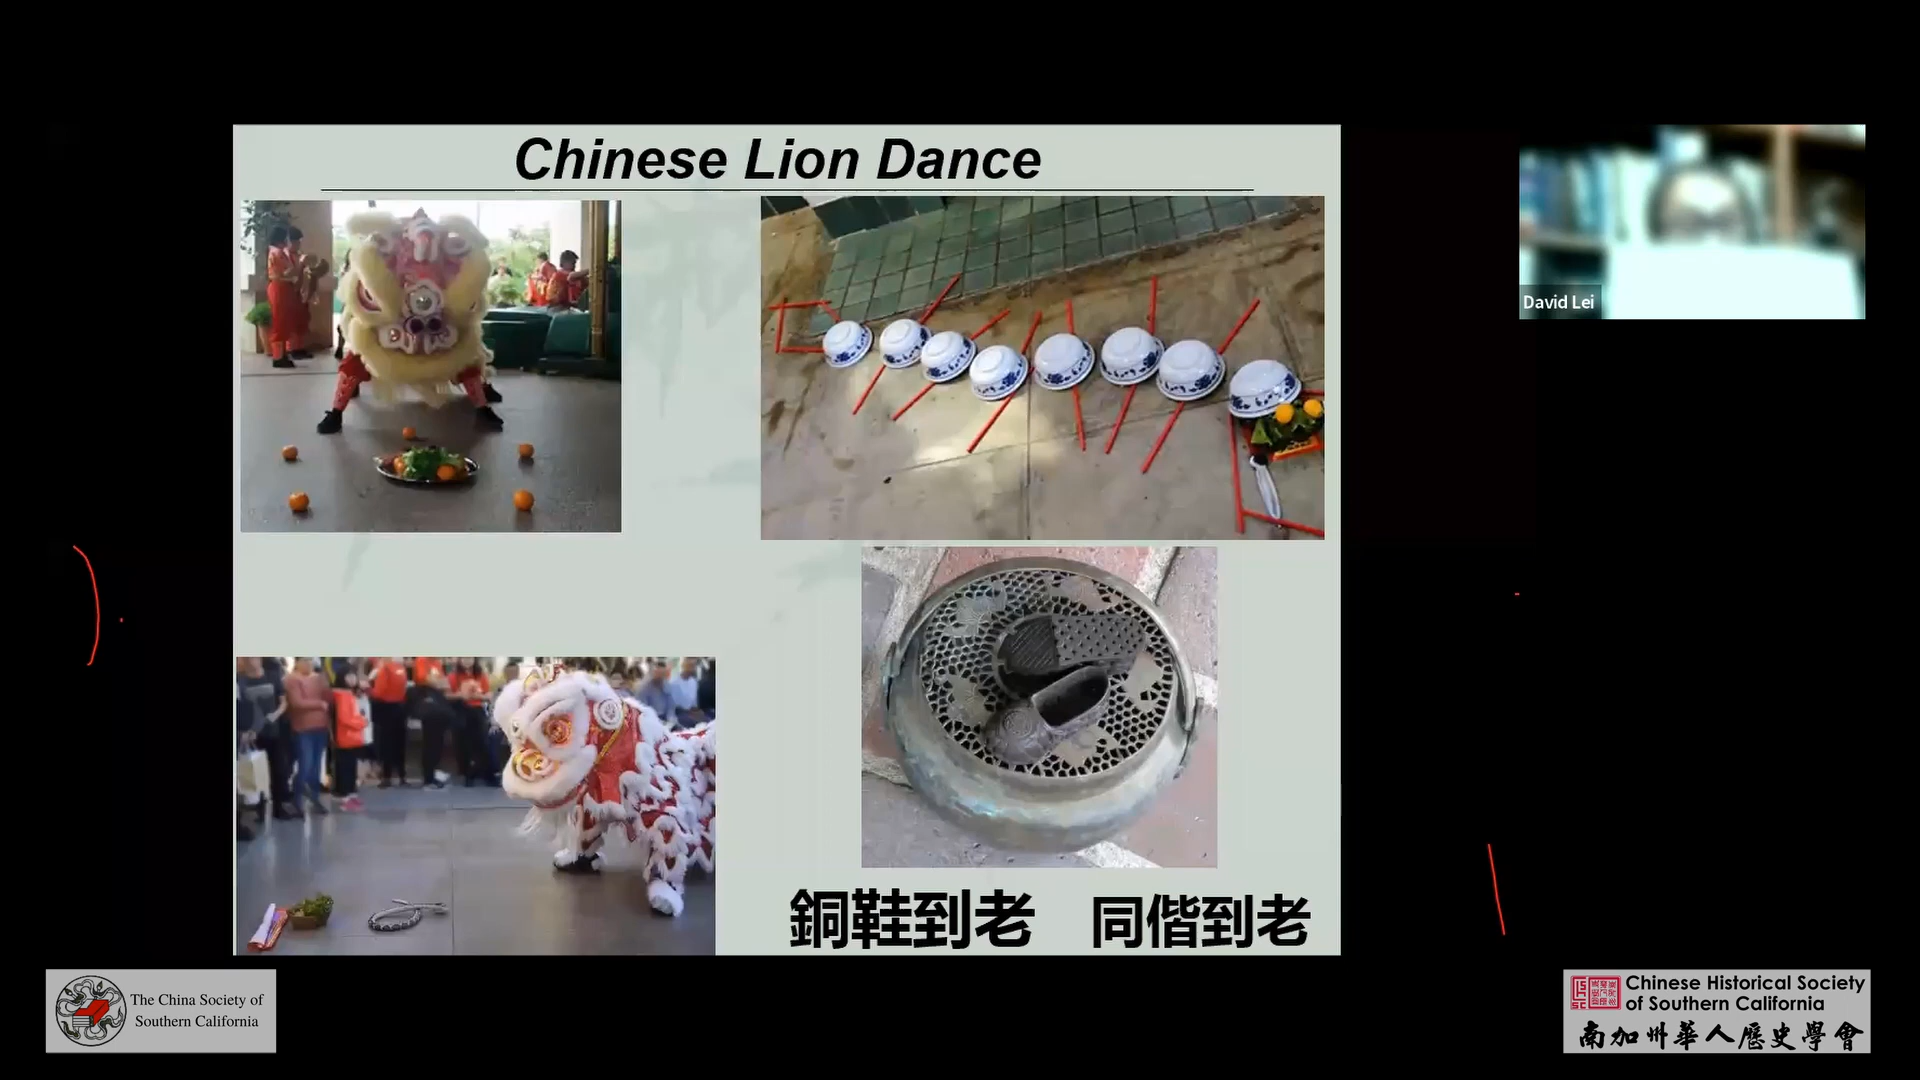 Chinese Lion Dance
David Lei
銅鞋到老 同偕到老
The China Society of
Southern California
Chinese Historical Society
of Southern California
南加州華人歷史學會